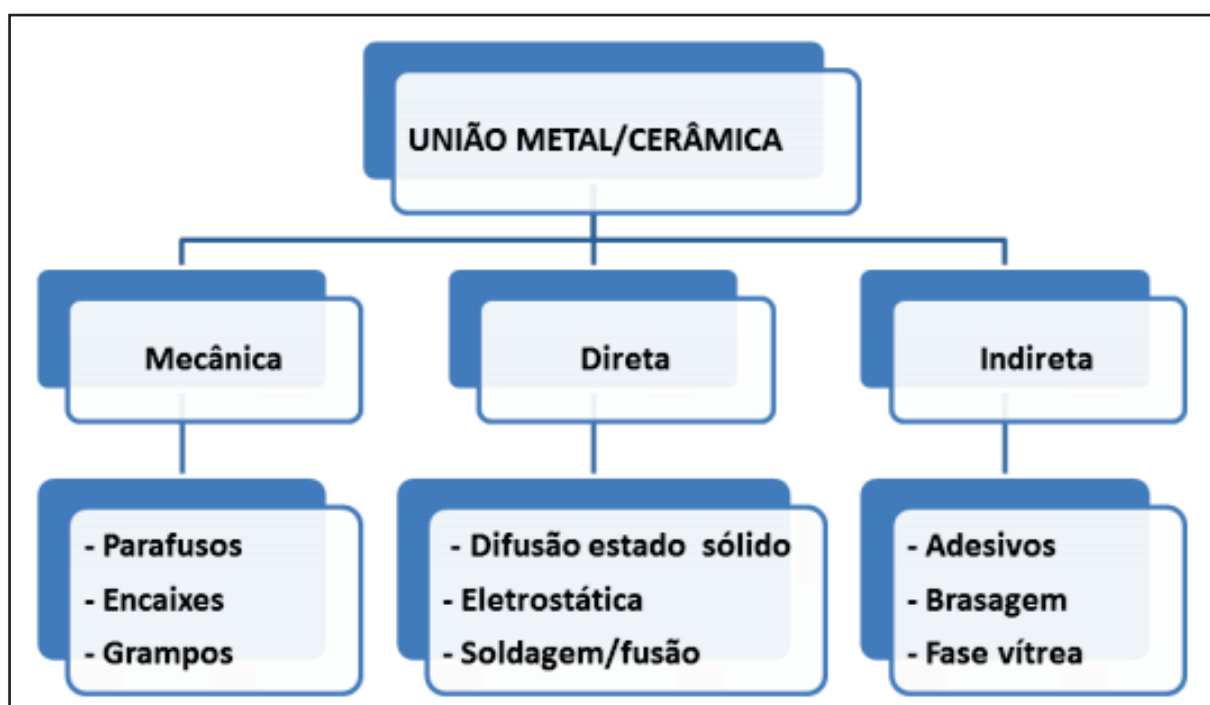 UNIÃO METAL/CERÂMICA
Mecânica
Direta
Indireta
- Parafusos
- Encaixes
- Grampos
- Difusão estado sólido
- Eletrostática
- Soldagem/fusão
- Adesivos
- Brasagem
- Fase vítrea